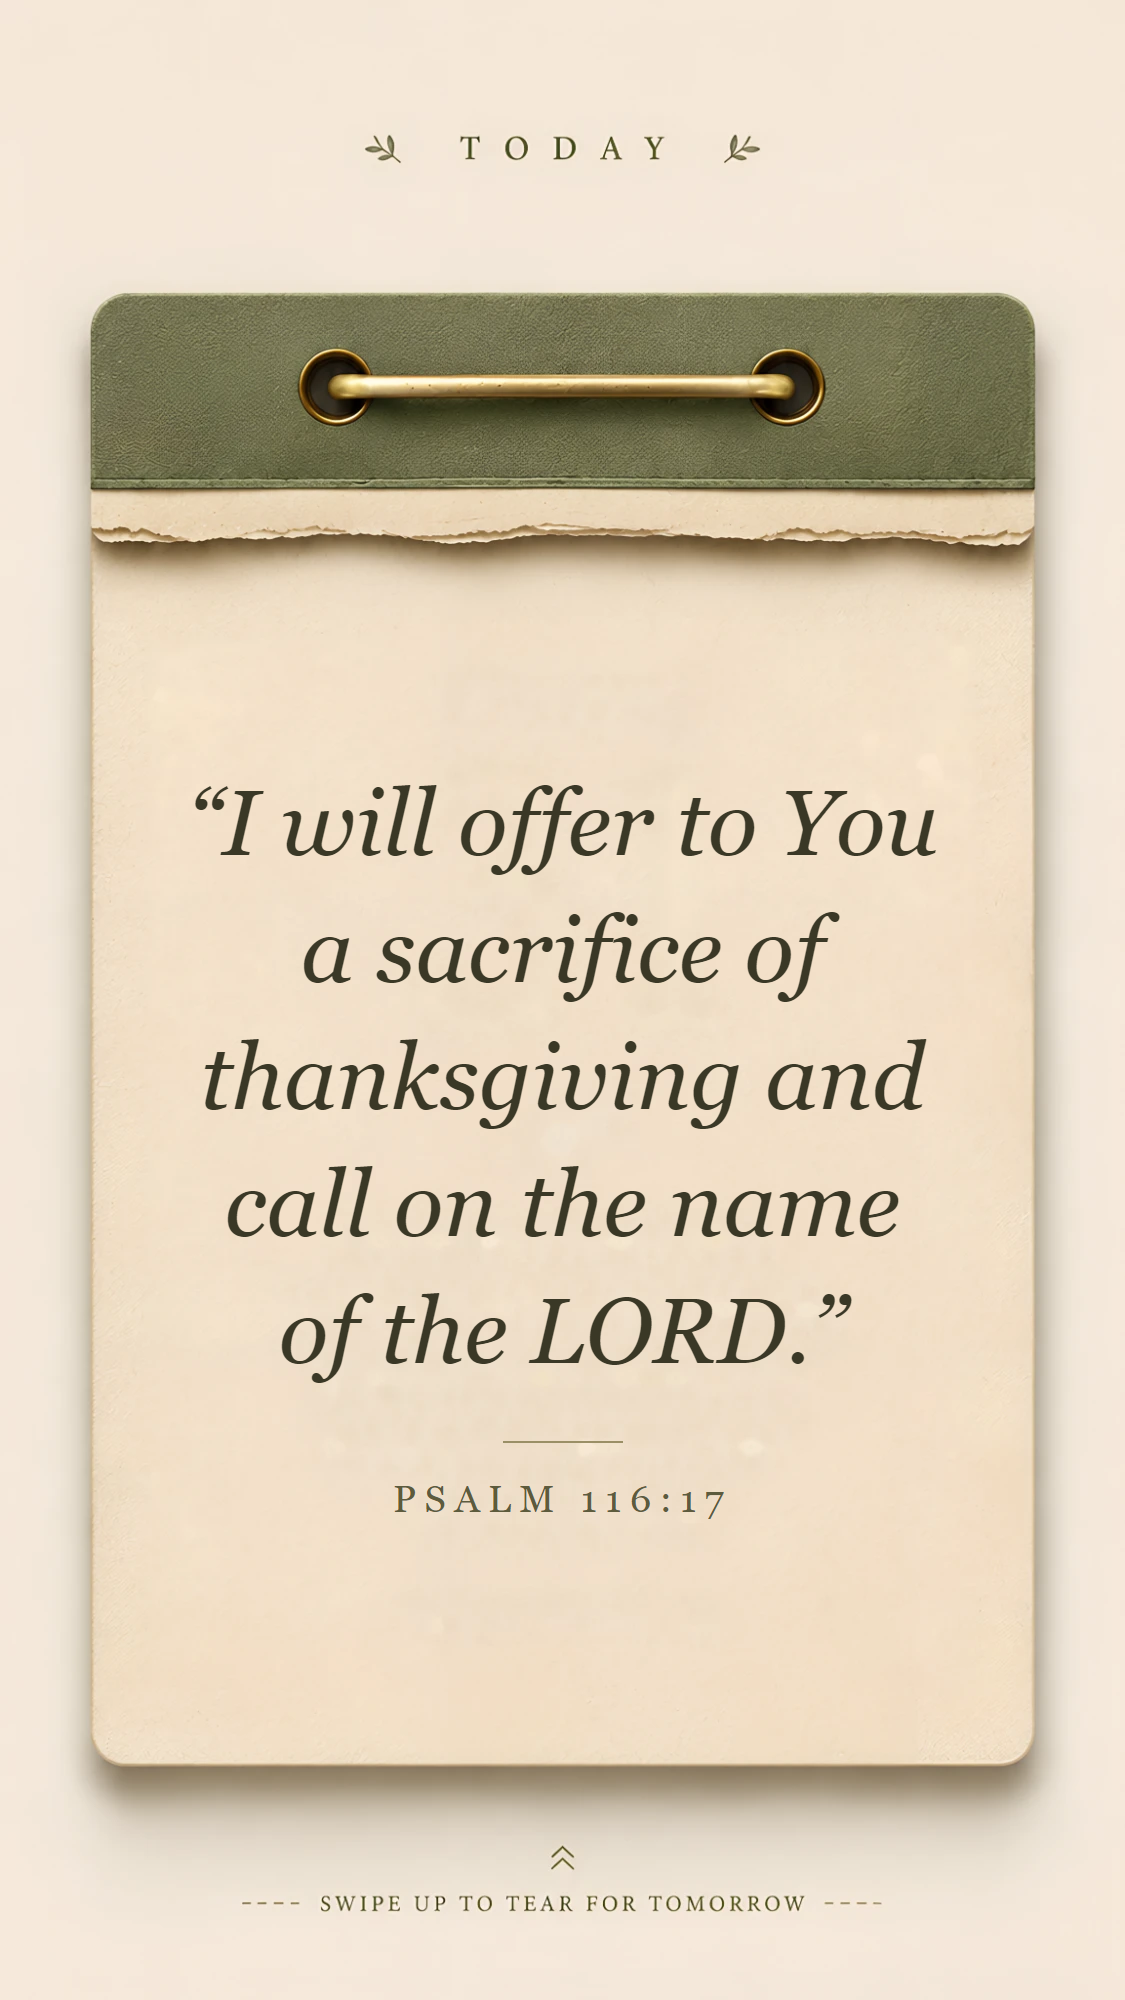 TODAY
“I will offer to You
a sacrifice of
thanksgiving and
call on the name
of the LORD.”
PSALM 116:17
SWIPE UP TO TEAR FOR TOMORROW